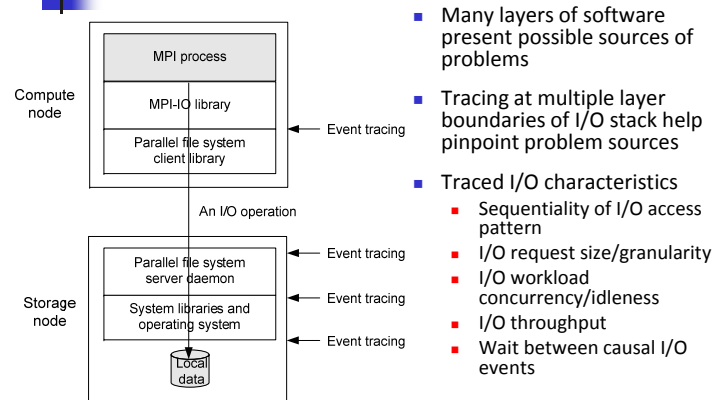 MPI process
Compute
node
MPI-IO library
Parallel file system
client library
Event tracing
An I/O operation
Parallel file system
server daemon
Event tracing
Storage
node
System libraries and
operating system
Event tracing
Event tracing
Local
data
Many layers of software
present possible sources of
problems
Tracing at multiple layer
boundaries of I/O stack help
pinpoint problem sources
Traced I/O characteristics
Sequentiality of I/O access
pattern
I/O request size/granularity
I/O workload
concurrency/idleness
I/O throughput
Wait between causal I/O
events